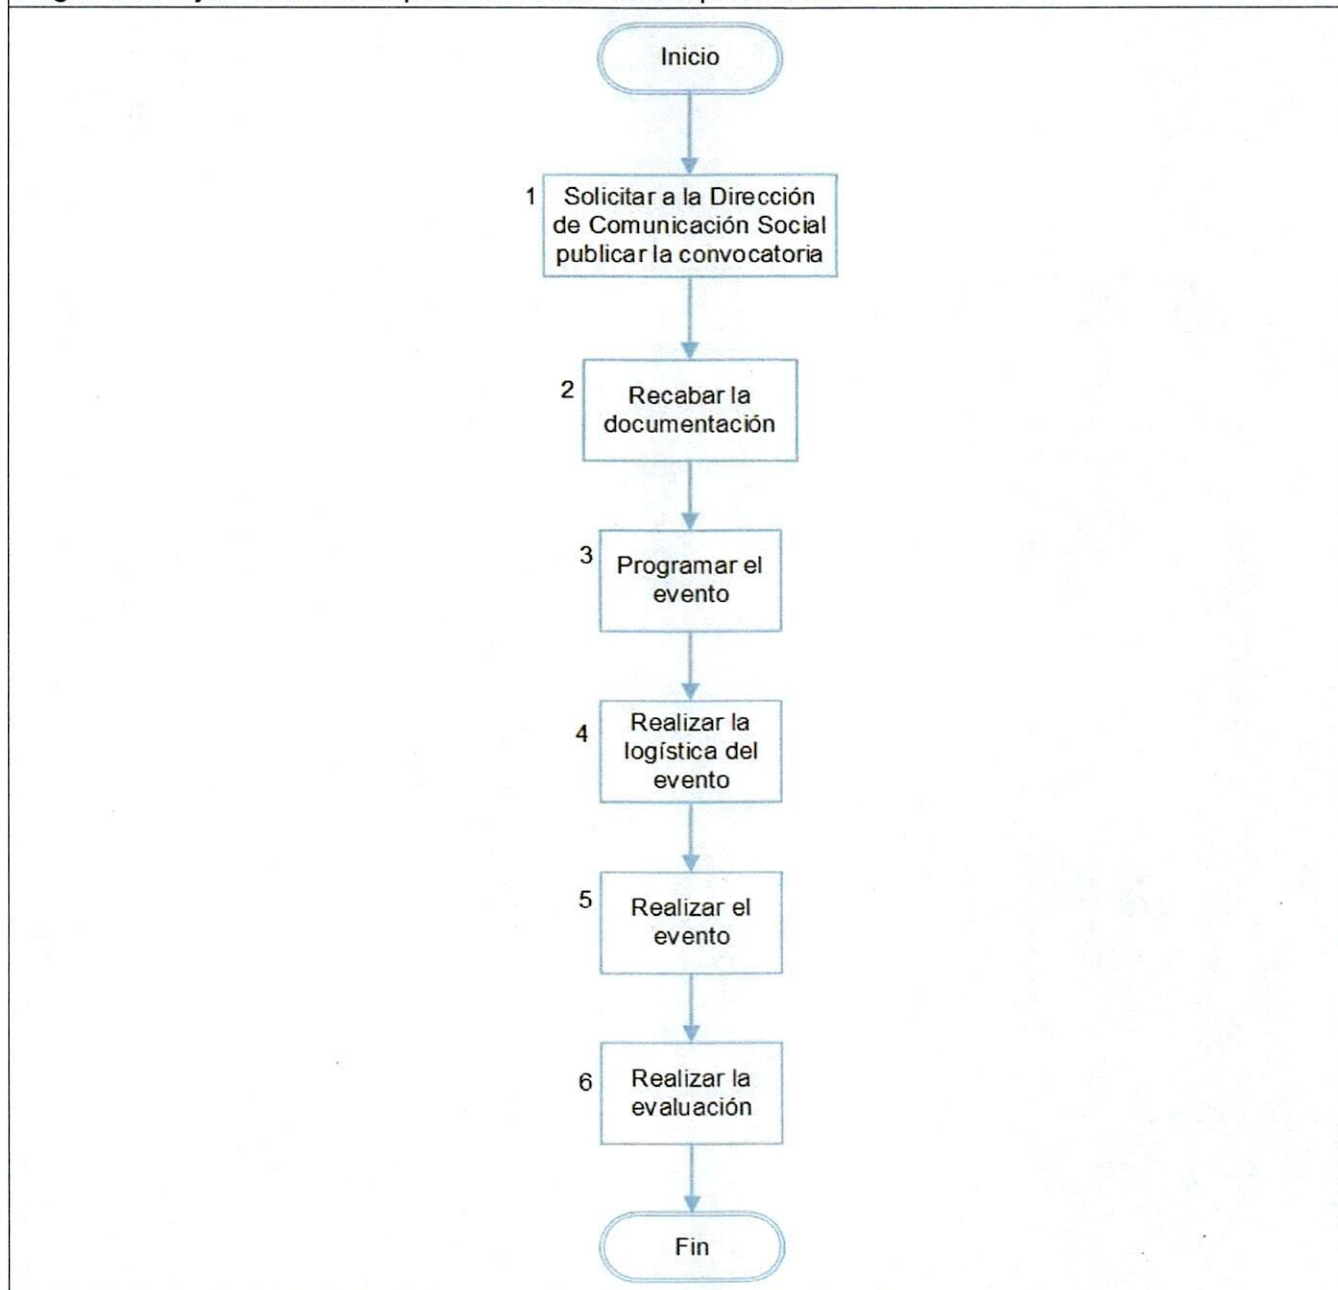 Inicio
1
Solicitar a la Dirección
de Comunicación Social
publicar la convocatoria
2
Recabar la
documentación
3
Programar el
evento
4
Realizar la
logística del
evento
5
Realizar el
evento
6
Realizar la
evaluación
Fin